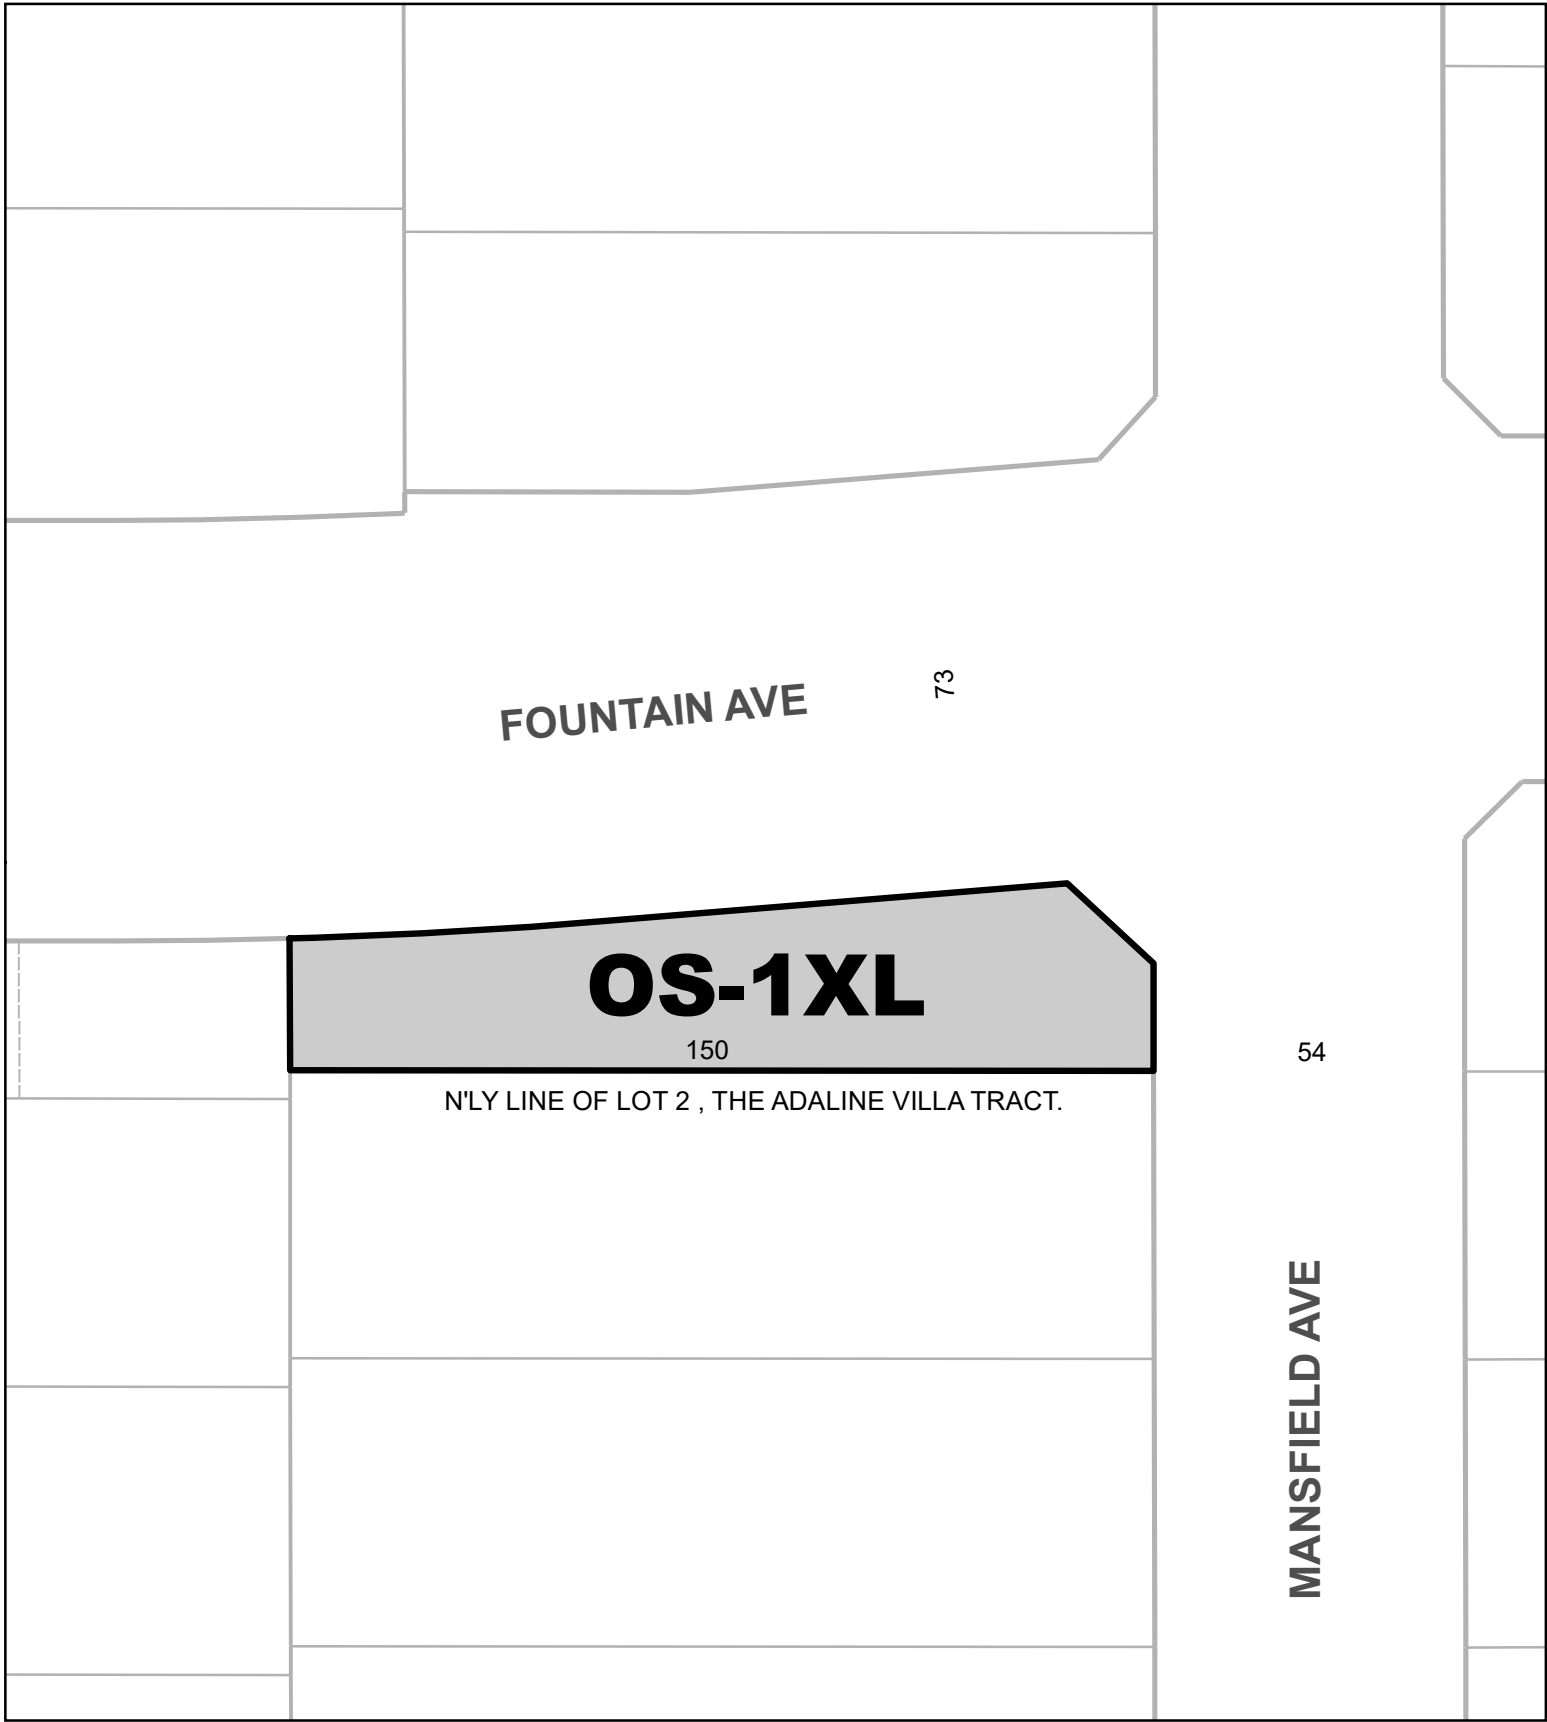 FOUNTAIN AVE
73
OS-1XL
150
54
N'LY LINE OF LOT 2 , THE ADALINE VILLA TRACT.
MANSFIELD AVE